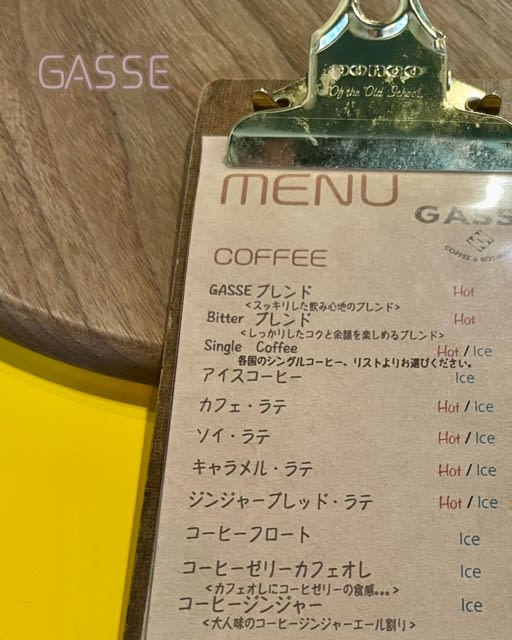 GASSE
Of the Old School
MENU
GASS
COFFEE
GASSE ブレンド Hot
<スッキリした飲み心地のブレンド>
Bitter ブレンド Hot
<しっかりしたコクと余韻を楽しめるブレンド>
Single Coffee Hot / Ice
各国のシングルコーヒー、リストよりお選びください。
アイスコーヒー Ice
カフェ・ラテ Hot / Ice
ソイ・ラテ Hot / Ice
キャラメル・ラテ Hot / Ice
ジンジャーブレッド・ラテ Hot / Ice
コーヒーフロート Ice
コーヒーゼリーカフェオレ Ice
<カフェオレにコーヒゼリーの食感。。。>
コーヒージンジャー Ice
<大人味のコーヒージンジャーエール割り>